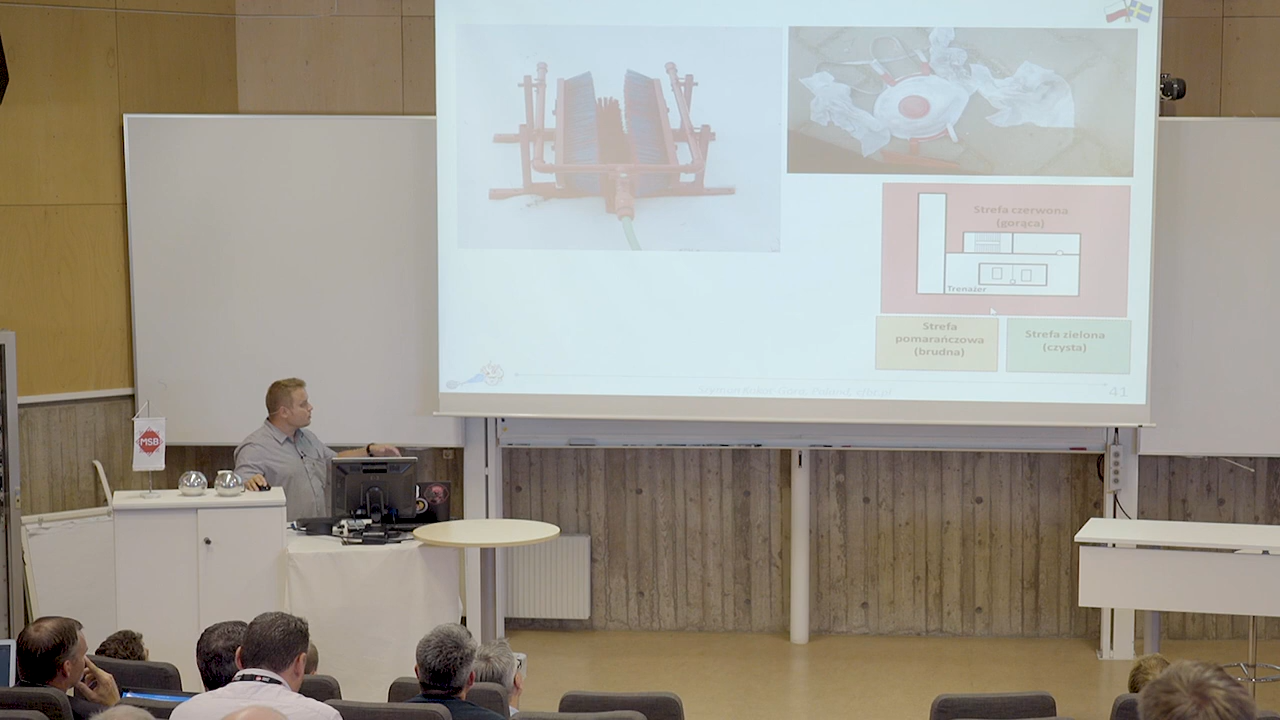 Strefa czerwona
(gorąca)
Trenażer
Strefa
pomarańczowa
(brudna)
Strefa zielona
(czysta)
41
MSB